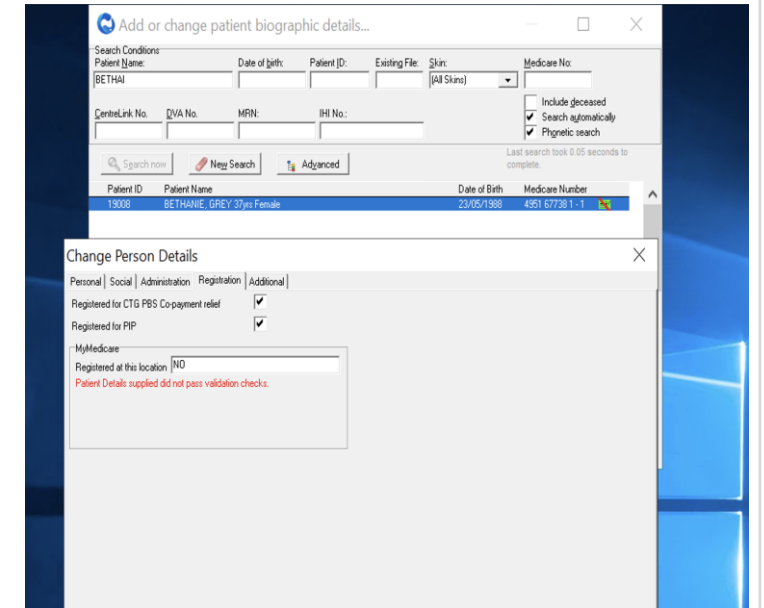 Add or change patient biographic details...
Search Conditions
Patient Name: Date of birth: Patient ID: Existing File: Skin: Medicare No:
BETHAI (All Skins)
Include deceased
CentreLink No. DVA No. MRN: IHI No.: Search automatically
Phonetic search
Last search took 0.05 seconds to complete.
Search now New Search Advanced
Patient ID Patient Name Date of Birth Medicare Number
19008 BETHANIE, GREY 37yrs Female 23/05/1988 4951 67738 1 - 1
Change Person Details
Personal Social Administration Registration Additional
Registered for CTG PBS Co-payment relief
Registered for PIP
MyMedicare
Registered at this location NO
Patient Details supplied did not pass validation checks.